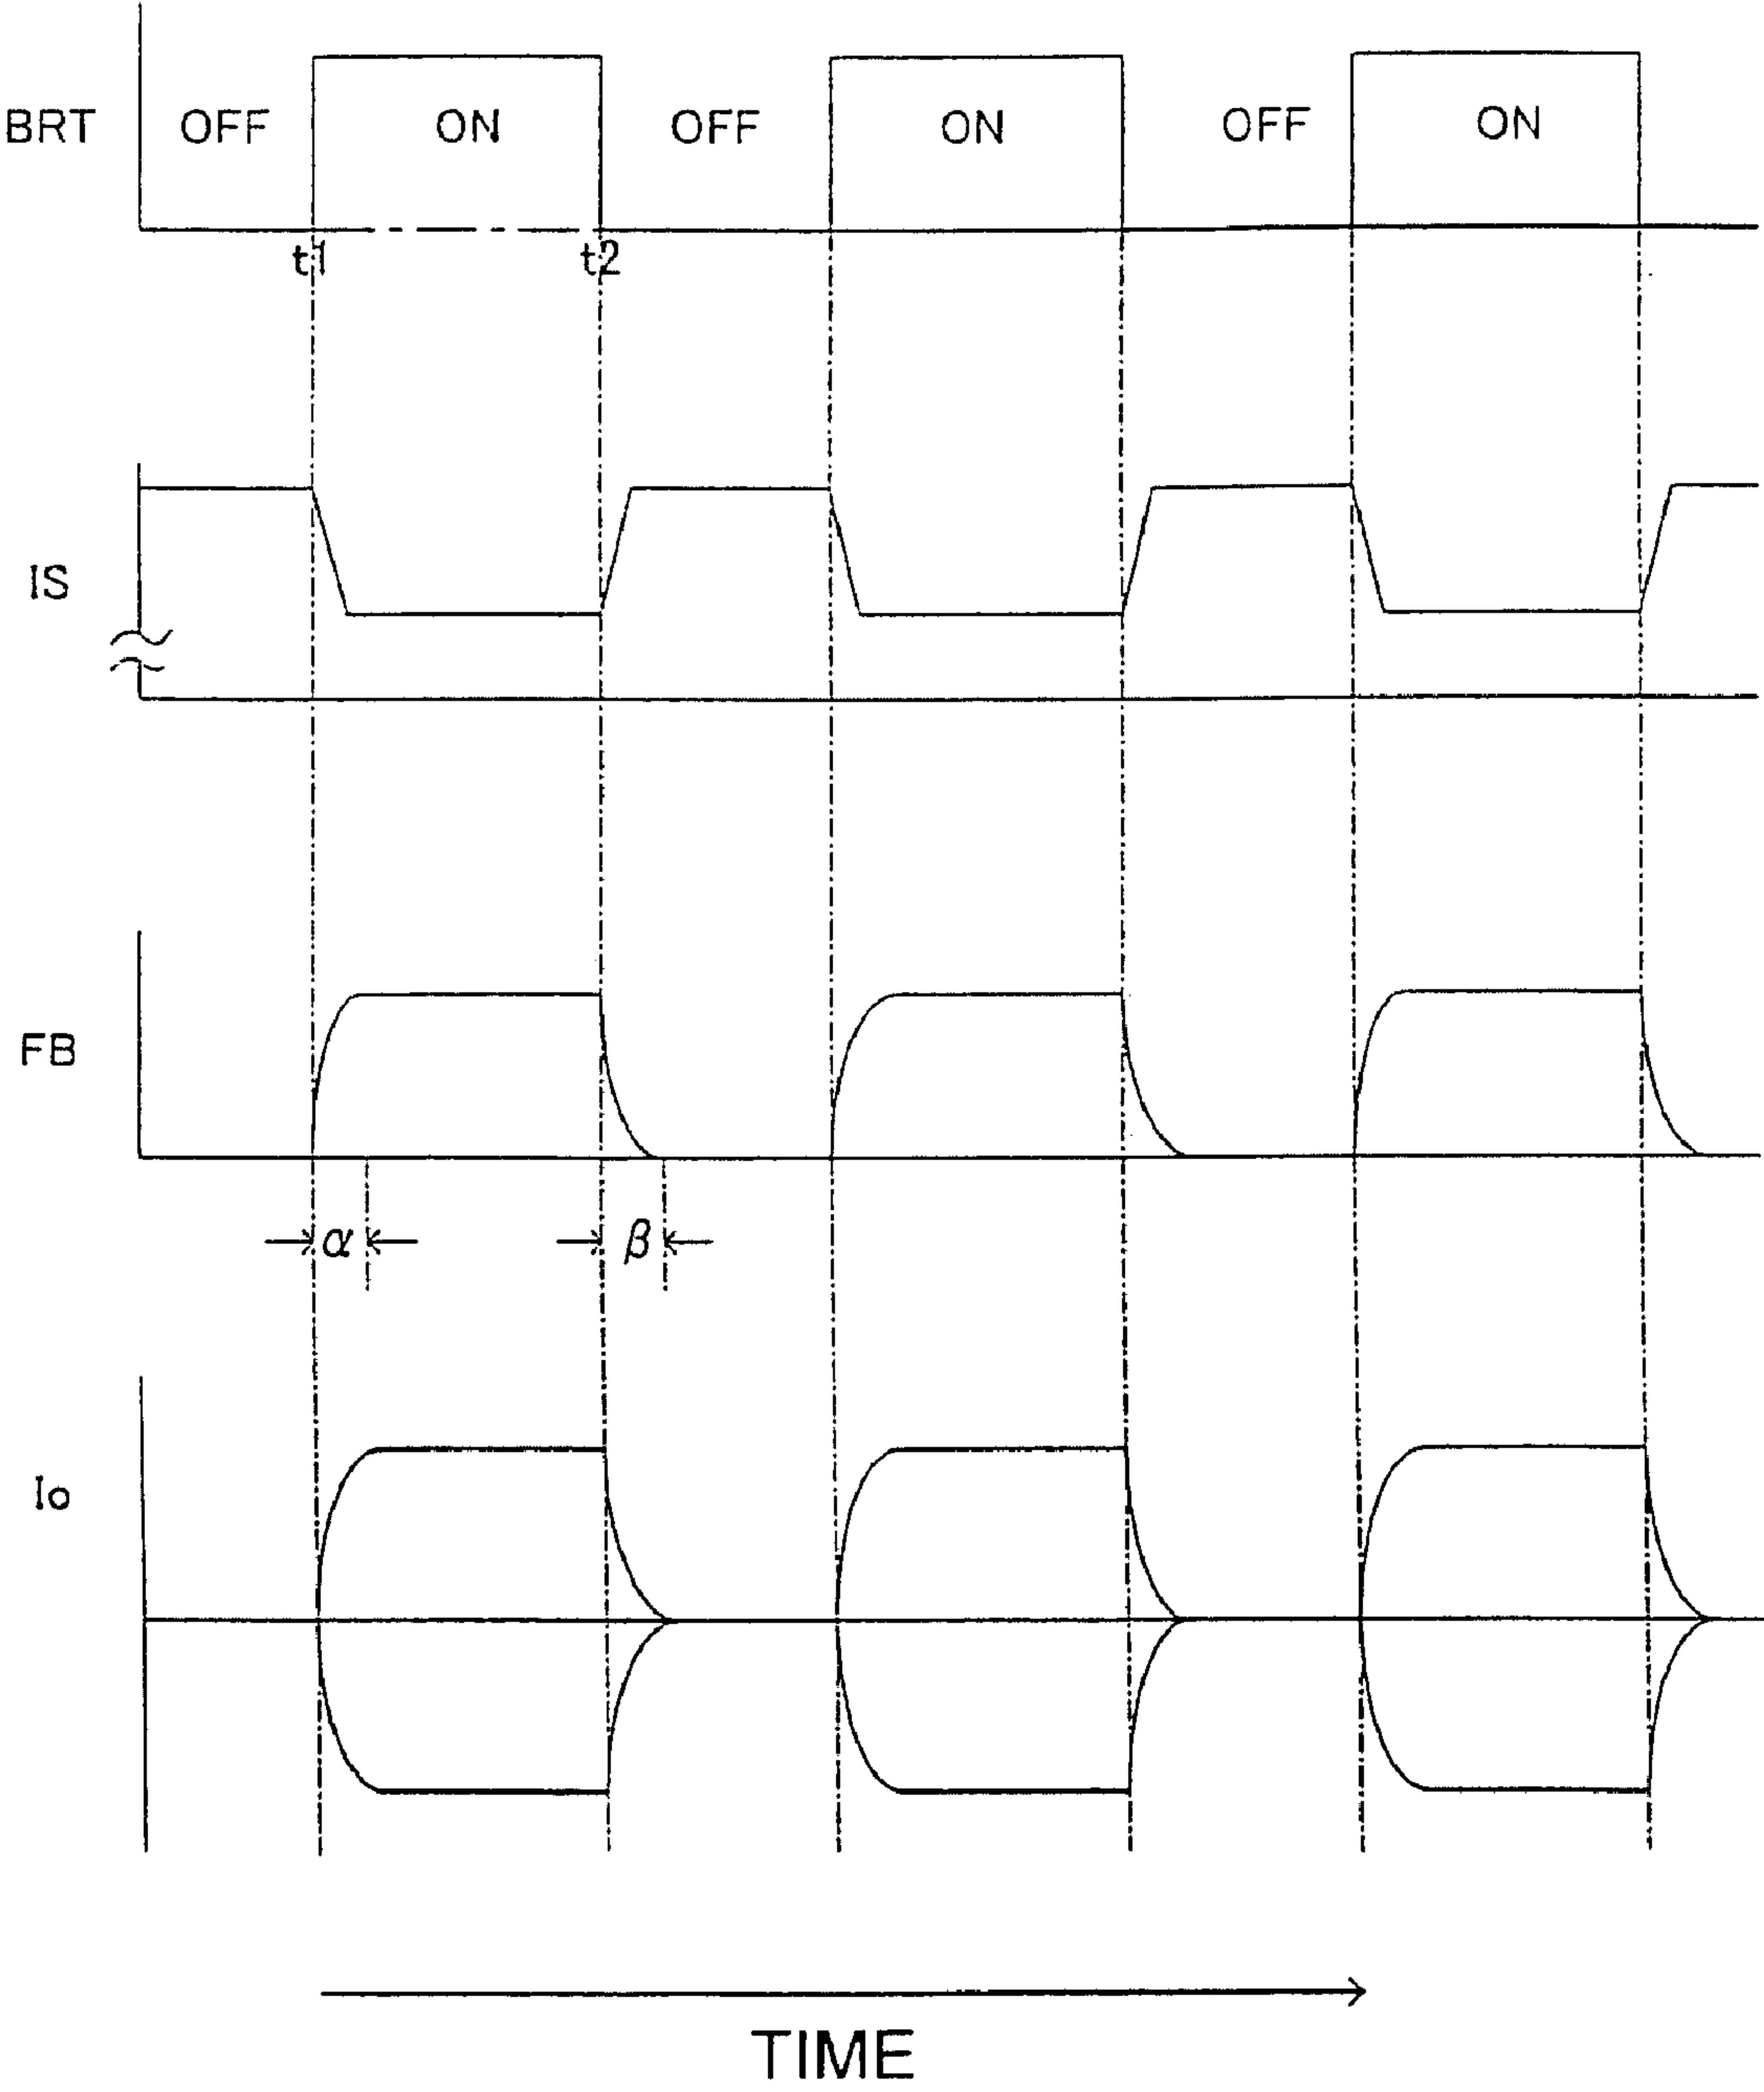 BRT OFF ON OFF ON OFF ON
t1 t2
IS
FB
α β
Io
TIME